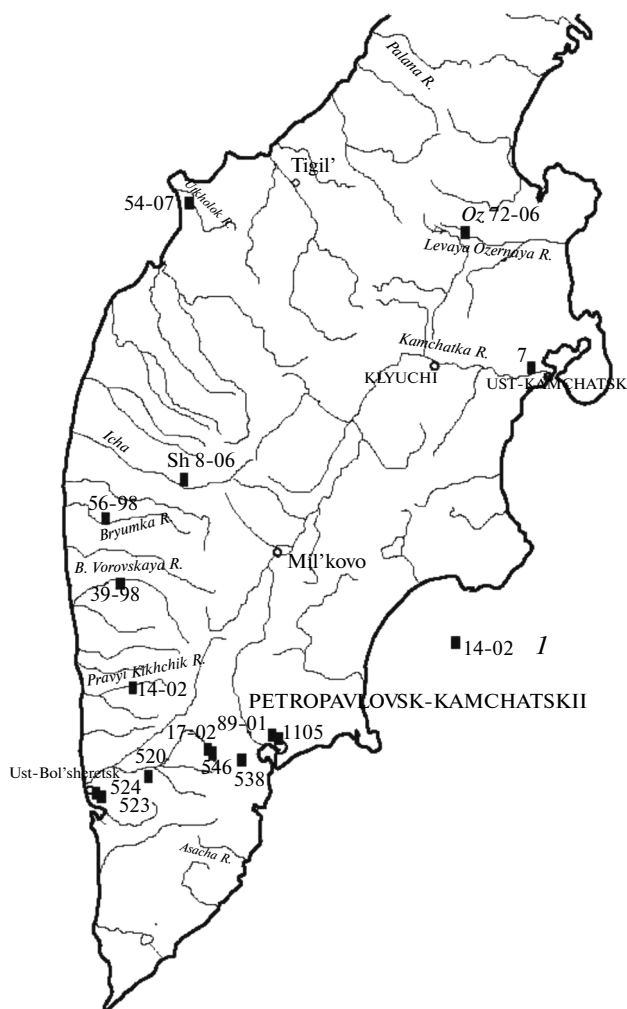 Palana R.
Tigil'
Ukholok R.
54-07
Oz 72-06
Levaya Ozernaya R.
Kamchatka R.
7
KLYUCHI
UST-KAMCHATSK
Icha
Sh 8-06
56-98
Bryumka R.
Mil'kovo
B. Vorovskaya R.
39-98
14-02 1
Pravyi Kikhchik R.
14-02
PETROPAVLOVSK-KAMCHATSKII
17-02
89-01
1105
520
546
538
Ust-Bol'sheretsk
524
523
Asacha R.